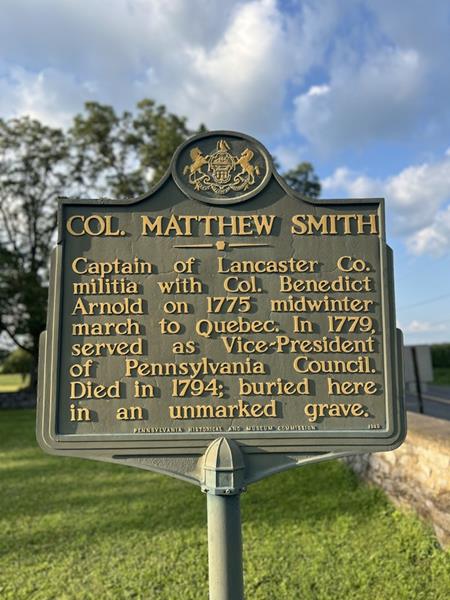 COL. MATTHEW SMITH
Captain of Lancaster Co.
militia with Col. Benedict
Arnold on 1775 midwinter
march to Quebec. In 1779,
served as Vice-President
of Pennsylvania Council.
Died in 1794; buried here
in an unmarked grave.
PENNSYLVANIA HISTORICAL AND MUSEUM COMMISSION